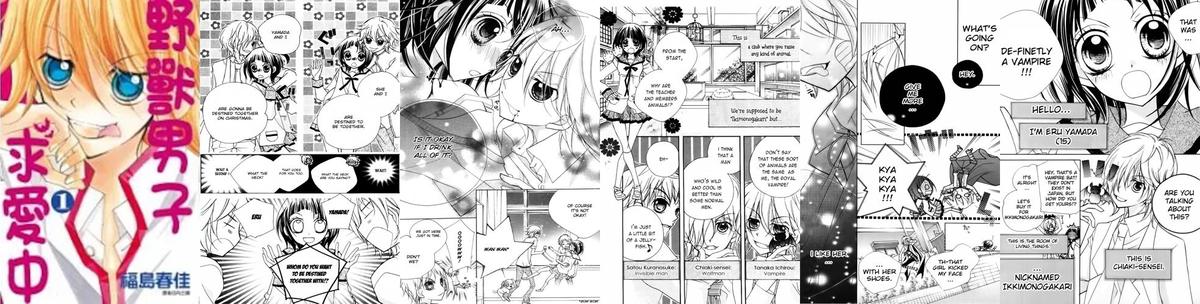 野獸男子
求愛中
1
福島春佳
YAMADA
AND I
ARE GONNA BE
DESTINED TOGETHER
ON CHRISTMAS.
SHE AND
I
ARE
DESTINED TO
BE TOGETHER.
WHAT THE
HECK?
THAT GOES
FOR YOU TOO.
WHAT THE HECK
ARE YOU SAYING?
WAIT!
ERU
YAMADA!
WHOM DO YOU WANT
TO BE DESTINED
TOGETHER WITH!?
AH...
IS IT OKAY
IF I DRINK
ALL OF IT?
WE GOT HERE
JUST IN TIME.
OF COURSE
IT'S NOT
OKAY!
FROM THE
START,
WHY ARE
THE TEACHER
AND MEMBERS
ANIMALS!?
This is
a club where you raise
any kind of animal.
We're supposed to be
"Ikimonogakari" but...
EH~
I'M JUST
A LITTLE BIT
OF A JELLY-
FISH.
I THINK
THAT A
MAN
WHO'S
WILD AND COOL IS
BETTER THAN
SOME NORMAL
MEN.
DON'T SAY
THAT THESE SORT
OF ANIMALS ARE
THE SAME AS
ME, THE ROYAL
VAMPIRE!
Satou Kuranosuke:
Invisible man
Chiaki-sensei:
Wolfman
Tanaka Ichirou:
Vampire
I LIKE HER...
GIVE
ME
MORE
...
WHAT'S
GOING
ON?
HEY.
KYA
KYA
KYA
!!!
... WITH HER
SHOES.
TH-THAT
GIRL KICKED
MY FACE
...
THAT
WAS
...
DE-FINETLY
A VAMPIRE
!!!
HELLO...
I'M ERU YAMADA
(15)
IT'S
ALRIGHT
...
LET'S
BUY IT FOR
IKIMONOGAKARI
HEY, THAT'S A
VAMPIRE BAT!
THEY DON'T
EXIST IN JAPAN,
BUT HOW DID
YOU GET YOURS!?
THIS IS THE ROOM OF
LIVING THINGS,
...
NICKNAMED
IKKIMONOGAKARI
ARE YOU
TALKING
ABOUT
THIS?
THIS IS
CHIAKI-SENSEI.